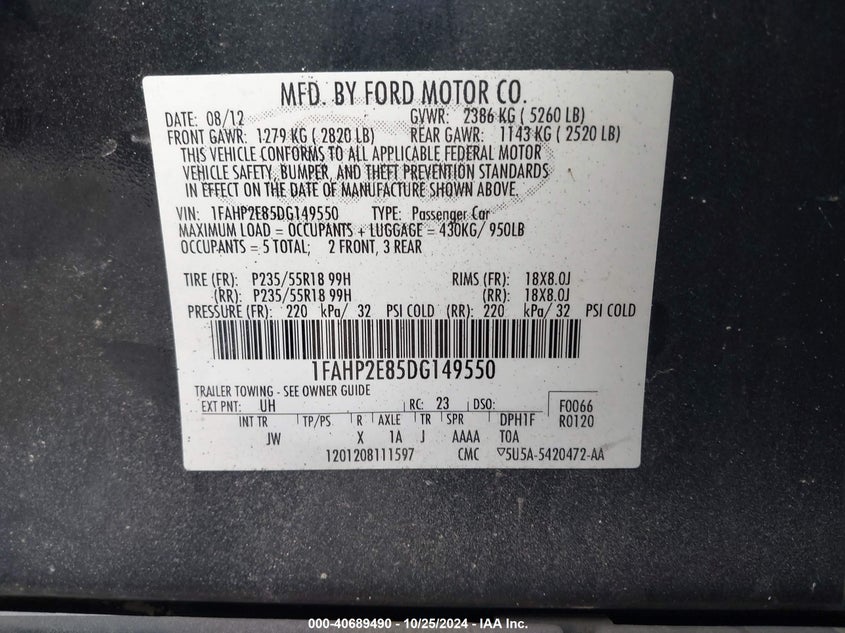 MFD. BY FORD MOTOR CO.
DATE: 08/12 GVWR: 2386 KG ( 5260 LB)
FRONT GAWR: 1279 KG ( 2820 LB) REAR GAWR: 1143 KG ( 2520 LB)
THIS VEHICLE CONFORMS TO ALL APPLICABLE FEDERAL MOTOR
VEHICLE SAFETY, BUMPER, AND THEFT PREVENTION STANDARDS
IN EFFECT ON THE DATE OF MANUFACTURE SHOWN ABOVE.
VIN: 1FAHP2E85DG149550 TYPE: Passenger Car
MAXIMUM LOAD = OCCUPANTS + LUGGAGE = 430KG/ 950LB
OCCUPANTS = 5 TOTAL; 2 FRONT, 3 REAR
TIRE (FR): P235/55R18 99H RIMS (FR): 18X8.0J
(RR): P235/55R18 99H (RR): 18X8.0J
PRESSURE (FR): 220 kPa/ 32 PSI COLD (RR): 220 kPa/ 32 PSI COLD
1FAHP2E85DG149550
TRAILER TOWING - SEE OWNER GUIDE
EXT PNT: UH RC: 23 DSO: F0066
INT TR TP/PS R AXLE TR SPR DPH1F R0120
JW X 1A J AAAA T0A
1201208111597 CMC ▽5U5A-5420472-AA
000-40689490 - 10/25/2024 - IAA Inc.